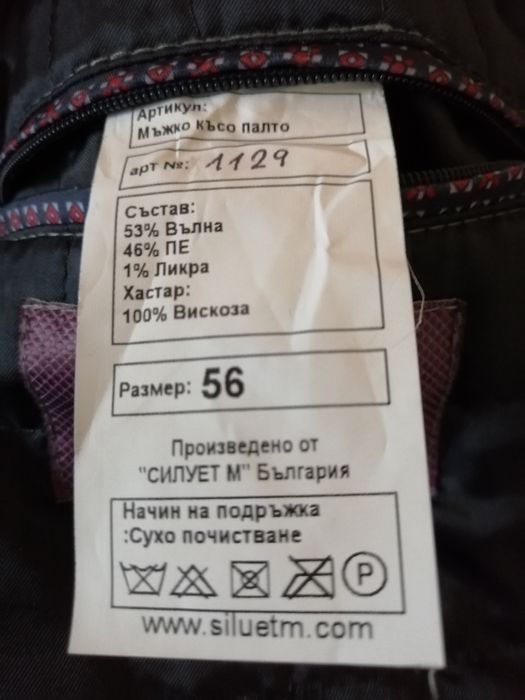 Артикул:
Мъжко късо палто
арт №: 1129
Състав:
53% Вълна
46% ПЕ
1% Ликра
Хастар:
100% Вискоза
Размер: 56
Произведено от
"СИЛУЕТ М" България
Начин на подръжка
:Сухо почистване
P
www.siluetm.com